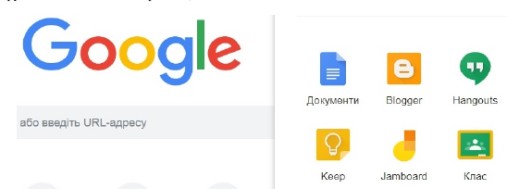 Google
або введіть URL-адресу
Документи Blogger Hangouts
Keep Jamboard Клас